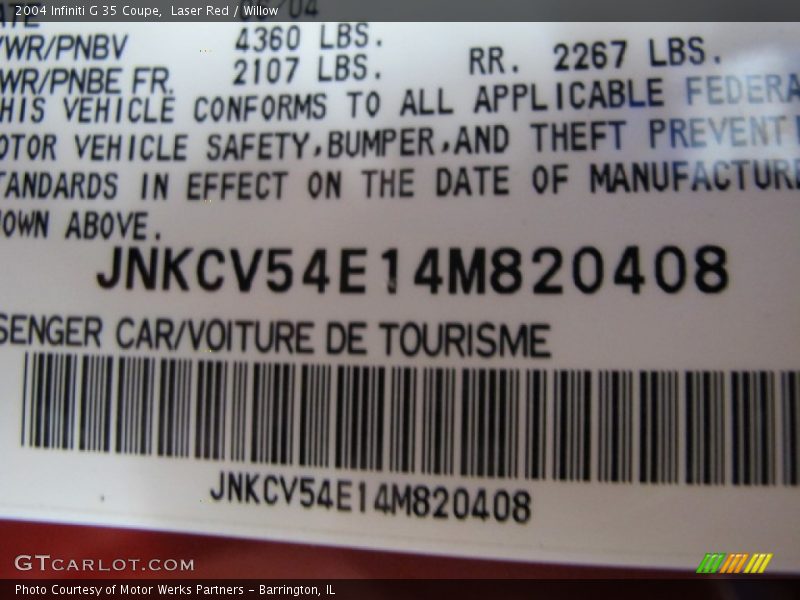 2004 Infiniti G 35 Coupe,  Laser Red / Willow
4360 LBS.
2107 LBS. RR. 2267 LBS.
WR/PNBV
WR/PNBE FR.
HIS VEHICLE CONFORMS TO ALL APPLICABLE FEDERA
OTOR VEHICLE SAFETY,BUMPER,AND THEFT PREVENTI
TANDARDS IN EFFECT ON THE DATE OF MANUFACTURE
OWN ABOVE.
JNKCV54E14M820408
SENGER CAR/VOITURE DE TOURISME
JNKCV54E14M820408
GTCARLOT.COM
Photo Courtesy of Motor Werks Partners – Barrington, IL